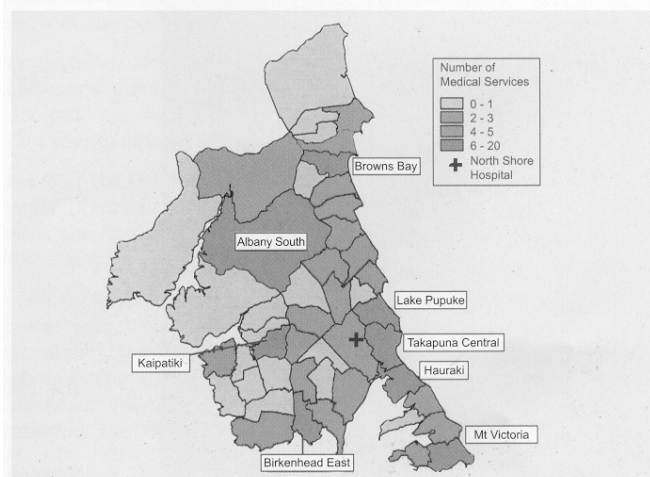 Number of
Medical Services
0 - 1
2 - 3
4 - 5
6 - 20
North Shore
Hospital
Browns Bay
Albany South
Lake Pupuke
Takapuna Central
Kaipatiki
Hauraki
Mt Victoria
Birkenhead East